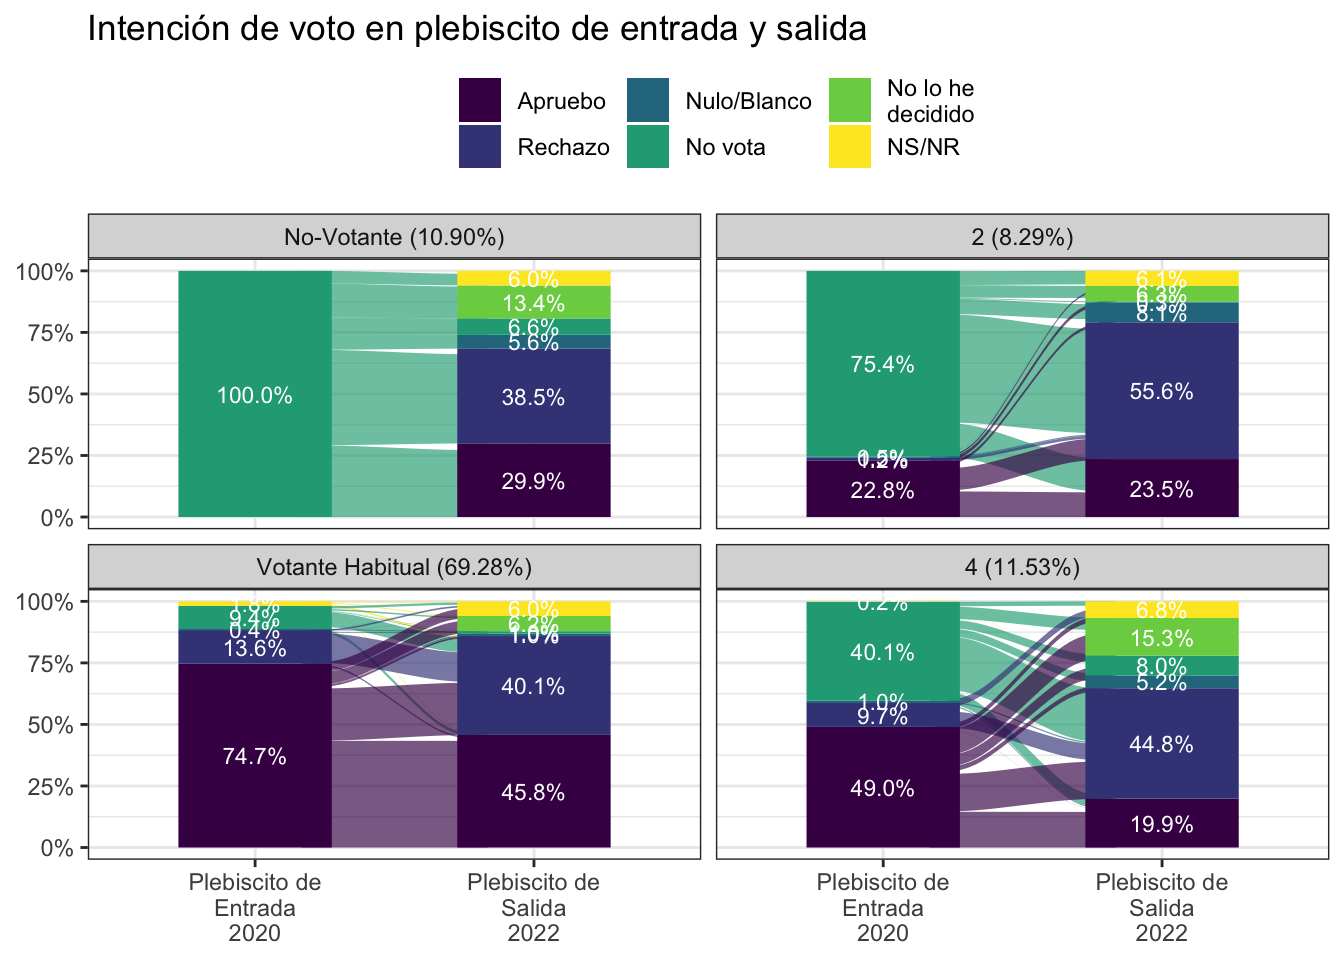 Intención de voto en plebiscito de entrada y salida
Apruebo
Nulo/Blanco
No lo he
decidido
Rechazo
No vota
NS/NR
No-Votante (10.90%)
2 (8.29%)
100%
75%
50%
25%
0%
100.0%
6.0%
13.4%
6.6%
5.6%
38.5%
29.9%
75.4%
22.8%
6.1%
8.1%
55.6%
23.5%
Votante Habitual (69.28%)
4 (11.53%)
100%
75%
50%
25%
0%
9.4%
0.4%
13.6%
74.7%
6.0%
1.0%
40.1%
45.8%
0.2%
40.1%
1.0%
9.7%
49.0%
6.8%
15.3%
8.0%
5.2%
44.8%
19.9%
Plebiscito de
Entrada
2020
Plebiscito de
Salida
2022
Plebiscito de
Entrada
2020
Plebiscito de
Salida
2022